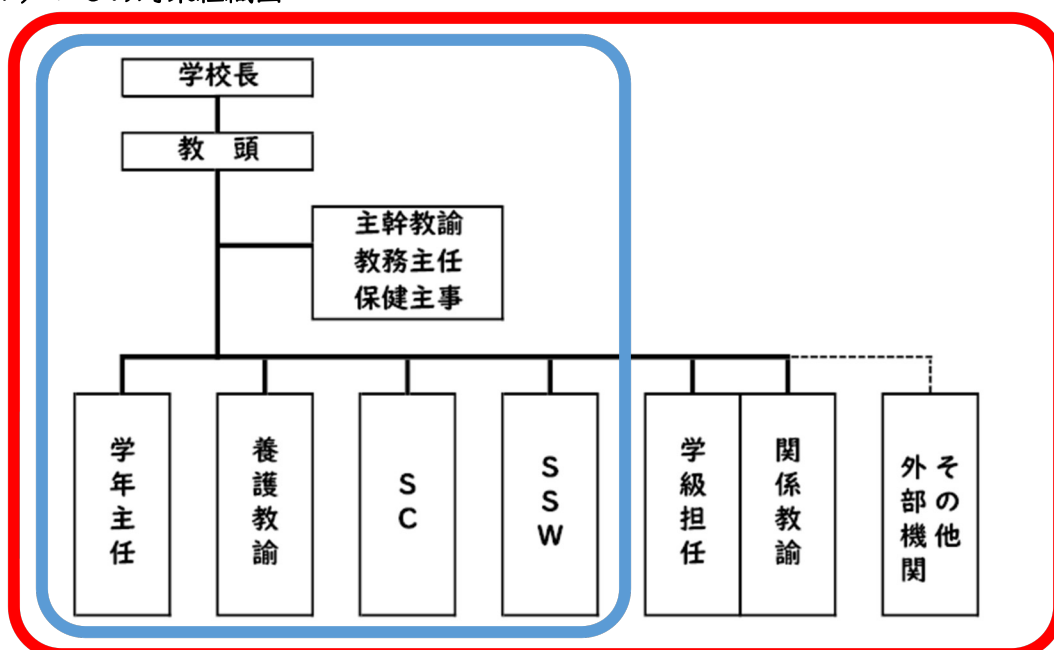 学校長
教　頭
主幹教諭
教務主任
保健主事
学年主任
養護教諭
SC
SSW
学級担任
関係教諭
その他
外部機関